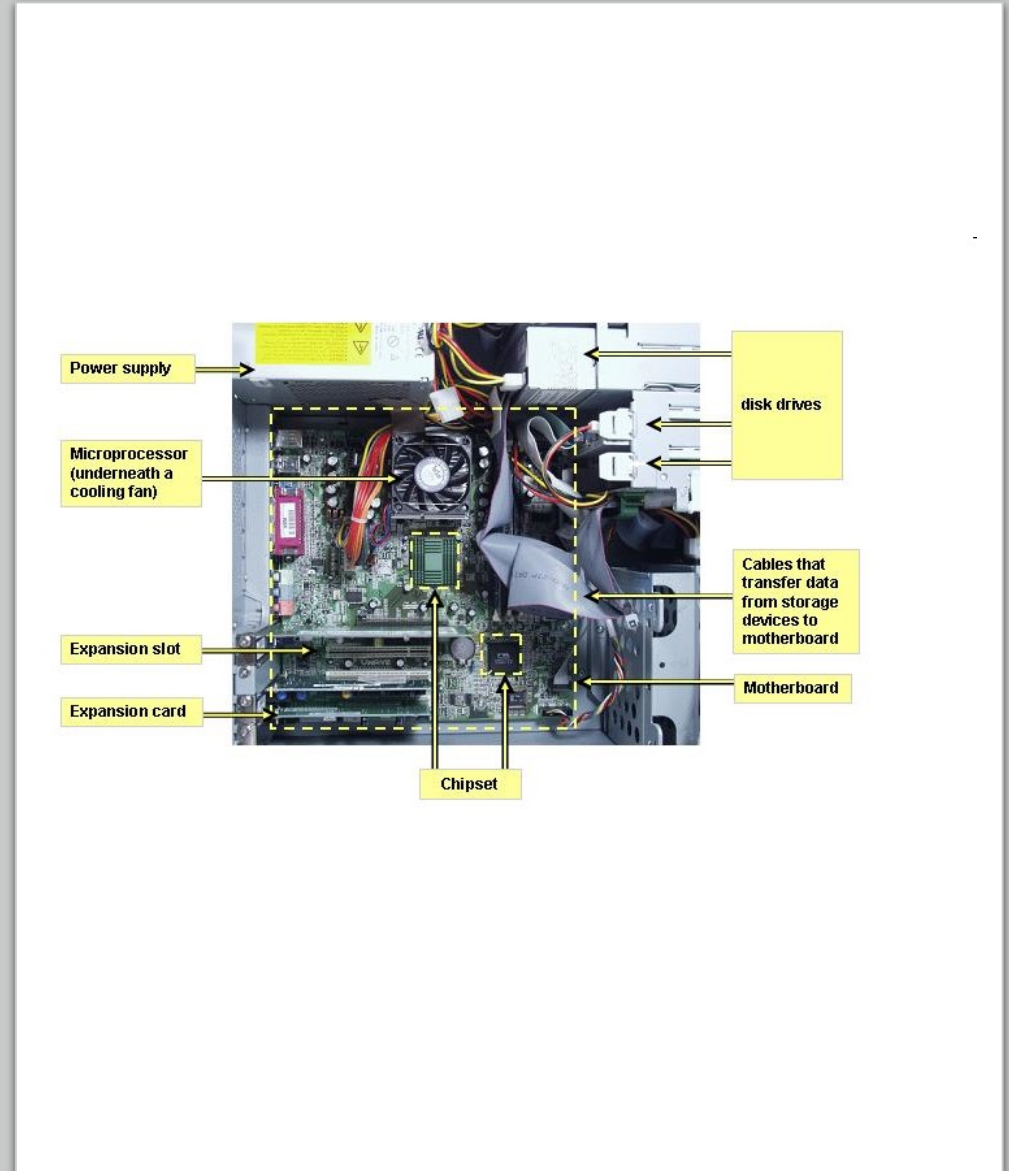 Power supply
disk drives
Microprocessor
(underneath a
cooling fan)
Cables that
transfer data
from storage
devices to
motherboard
Expansion slot
Motherboard
Expansion card
Chipset